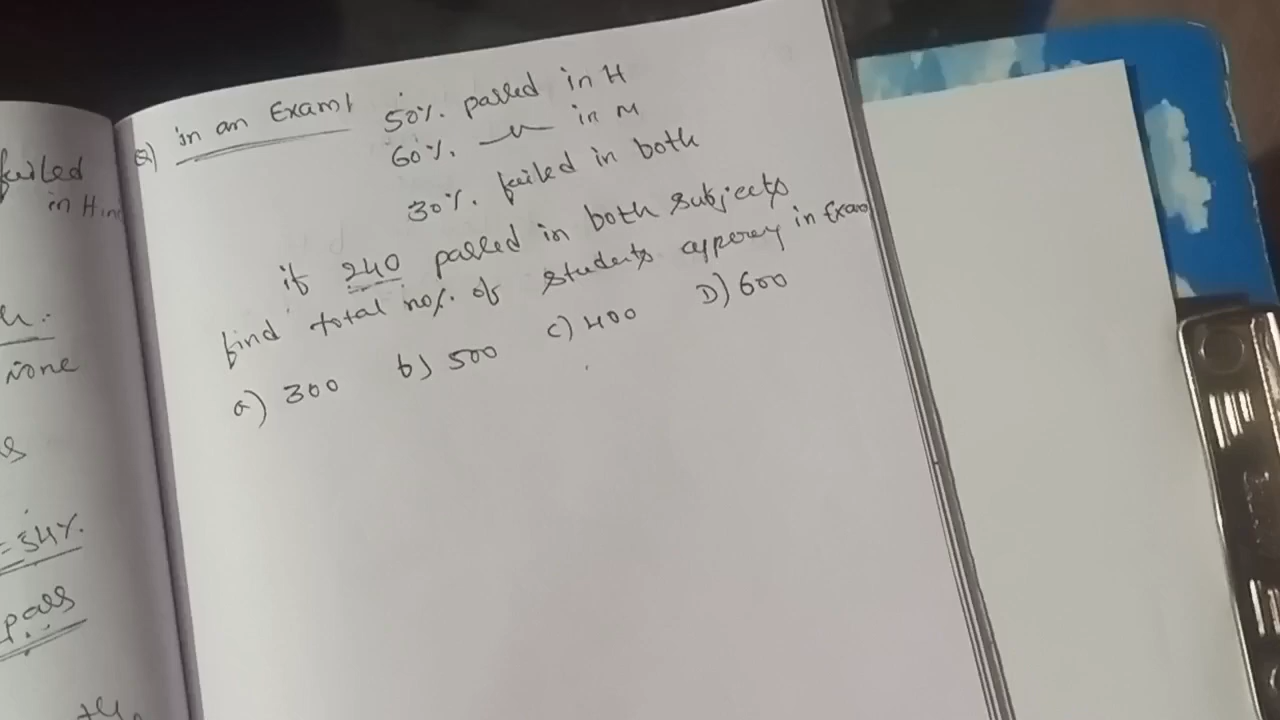 failed
in Hin
None
=34%.
pass
Q) in an Exam 50%. passed in H
60%. —〃— in M
30%. failed in both
if 240 passed in both subjects
find total no/. of students in Exam
a) 300 b) 500 c) 400 D) 600